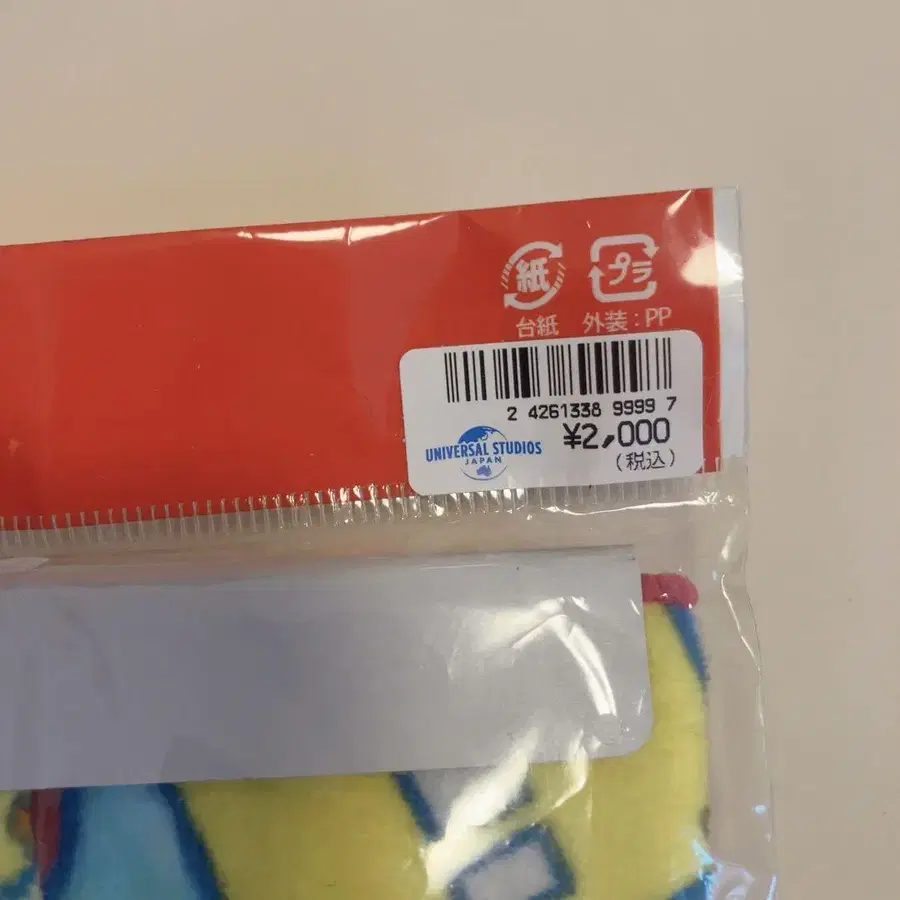 紙 プラ
台紙 外装:PP
2 4261338 9999 7
¥2,000
UNIVERSAL STUDIOS
JAPAN
(税込)